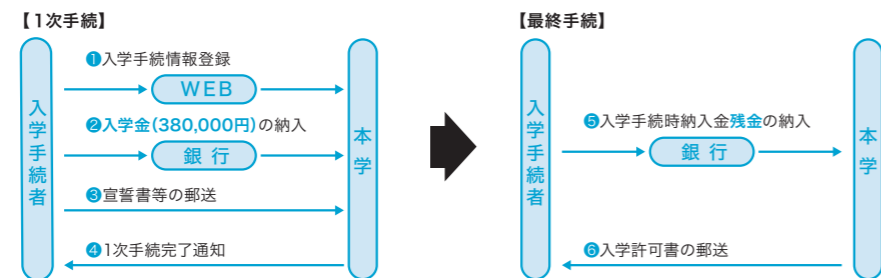 【1次手続】
入学手続者
❶入学手続情報登録
WEB
❷入学金(380,000円)の納入
銀行
❸宣誓書等の郵送
❹1次手続完了通知
本学
【最終手続】
入学手続者
❺入学手続時納入金残金の納入
銀行
❻入学許可書の郵送
本学